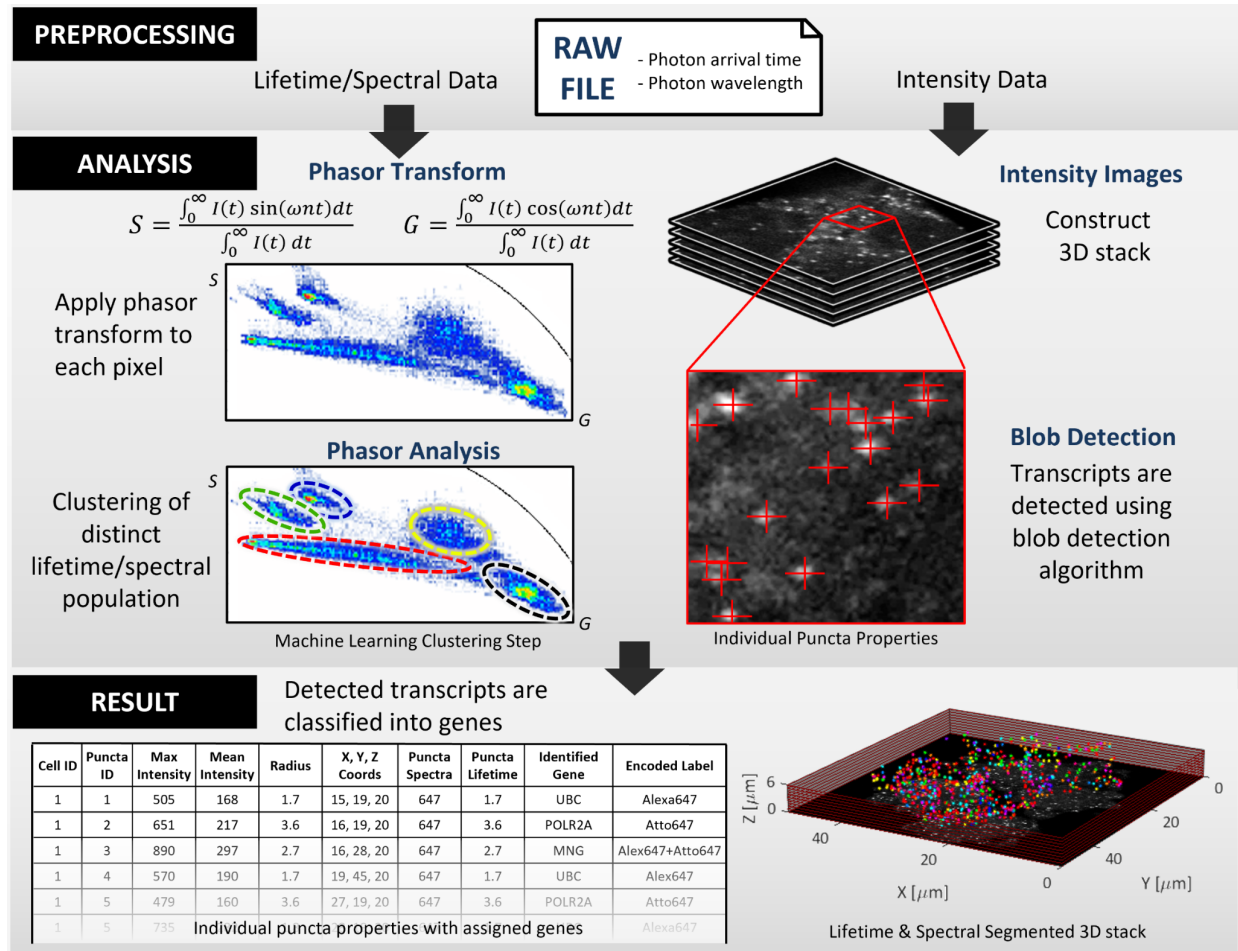 PREPROCESSING
RAW
FILE
- Photon arrival time
- Photon wavelength
Lifetime/Spectral Data
Intensity Data
ANALYSIS
Phasor Transform
S = ∫₀^∞ I(t) sin(ωnt)dt / ∫₀^∞ I(t) dt
G = ∫₀^∞ I(t) cos(ωnt)dt / ∫₀^∞ I(t) dt
S
G
Apply phasor
transform to
each pixel
Phasor Analysis
S
G
Clustering of
distinct
lifetime/spectral
population
Machine Learning Clustering Step
Intensity Images
Construct
3D stack
Blob Detection
Transcripts are
detected using
blob detection
algorithm
Individual Puncta Properties
RESULT
Detected transcripts are
classified into genes
Cell ID Puncta ID Max Intensity Mean Intensity Radius X, Y, Z Coords Puncta Spectra Puncta Lifetime Identified Gene Encoded Label
1 1 505 168 1.7 15, 19, 20 647 1.7 UBC Alexa647
1 2 651 217 3.6 16, 19, 20 647 3.6 POLR2A Atto647
1 3 890 297 2.7 16, 28, 20 647 2.7 MNG Alex647+Atto647
1 4 570 190 1.7 19, 45, 20 647 1.7 UBC Alex647
1 5 479 160 3.6 27, 19, 20 647 3.6 POLR2A Atto647
1 5 735 Alexa647
Individual puncta properties with assigned genes
Z [μm]
6
0
40
20
0
X [μm]
0
20
40
Y [μm]
Lifetime & Spectral Segmented 3D stack